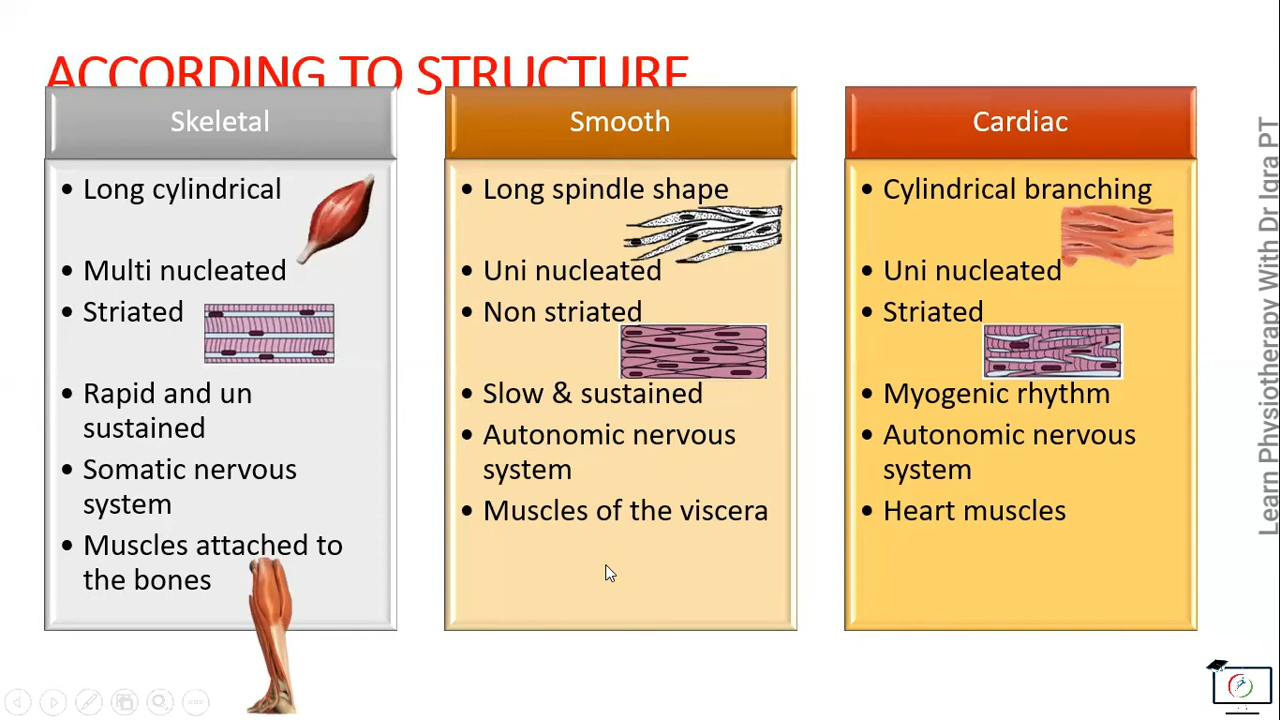 ACCORDING TO STRUCTURE
Skeletal
• Long cylindrical
• Multi nucleated
• Striated
• Rapid and un
sustained
• Somatic nervous
system
• Muscles attached to
the bones
Smooth
• Long spindle shape
• Uni nucleated
• Non striated
• Slow & sustained
• Autonomic nervous
system
• Muscles of the viscera
Cardiac
• Cylindrical branching
• Uni nucleated
• Striated
• Myogenic rhythm
• Autonomic nervous
system
• Heart muscles
Learn Physiotherapy With Dr Iqra PT